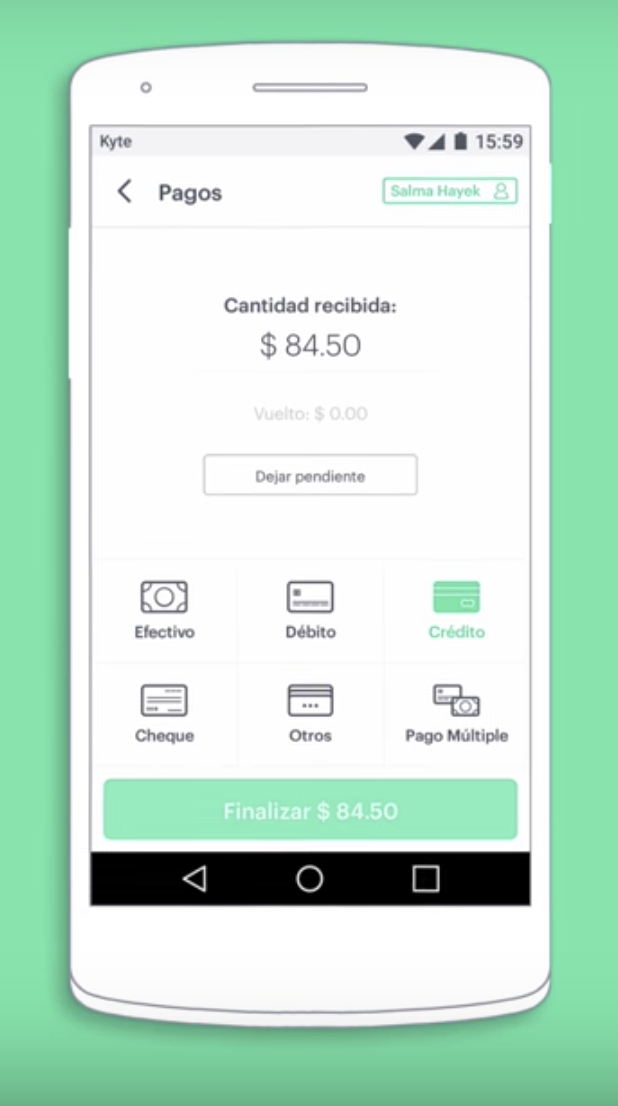 Kyte 15:59
Pagos Salma Hayek
Cantidad recibida:
$ 84.50
Vuelto: $ 0.00
Dejar pendiente
Efectivo Débito Crédito
Cheque Otros Pago Múltiple
Finalizar $ 84.50